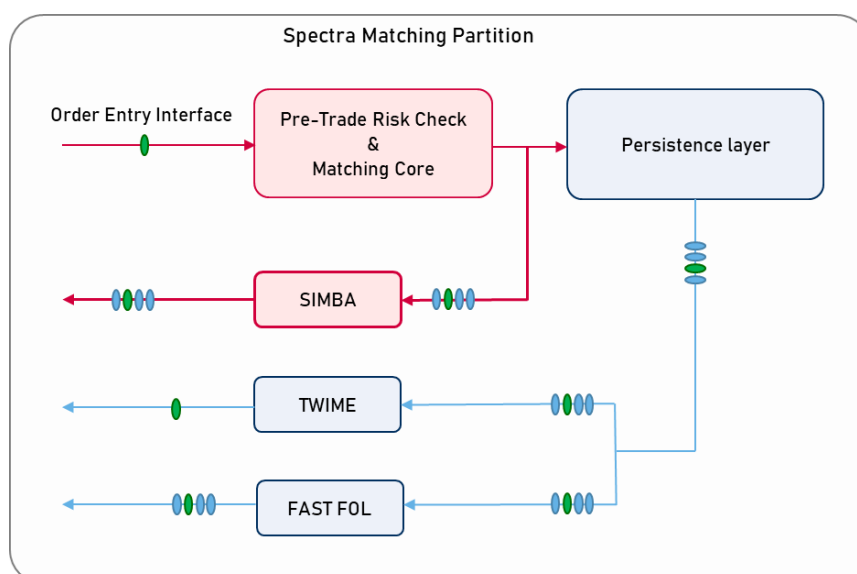 Spectra Matching Partition
Order Entry Interface
Pre-Trade Risk Check
&
Matching Core
Persistence layer
SIMBA
TWIME
FAST FOL